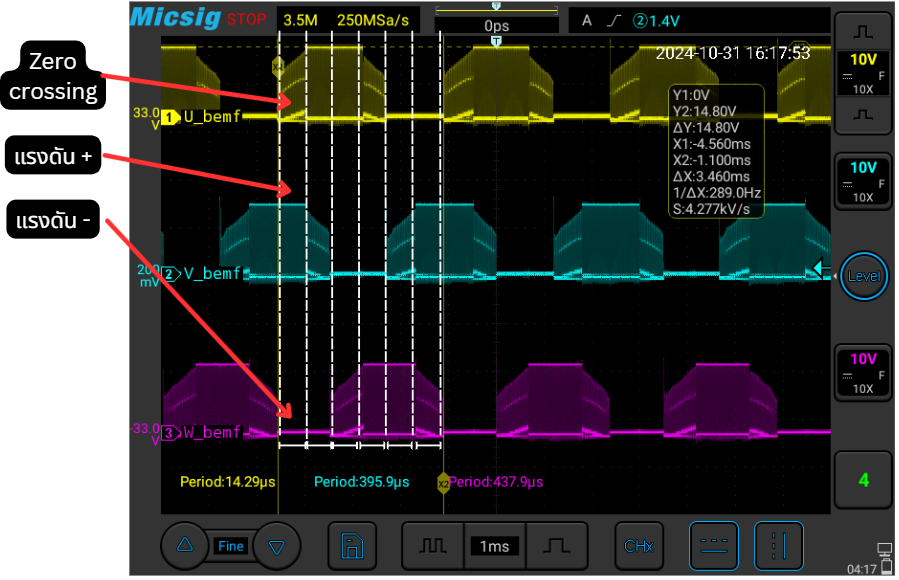 Micsig STOP
3.5M 250MSa/s
0ps
T
A ②1.4V
T
2024-10-31 16:17:53
Zero
crossing
แรงดัน +
แรงดัน -
33.0
V
1 U_bemf
Y1:0V
Y2:14.80V
ΔY:14.80V
X1:-4.560ms
X2:-1.100ms
ΔX:3.460ms
1/ΔX:289.0Hz
S:4.277kV/s
200
mV
2 V_bemf
-33.0
V
3 W_bemf
Period:14.29μs Period:395.9μs X2 Period:437.9μs
10V
F
10X
10V
F
10X
Level
10V
F
10X
4
Fine
1ms
CHx
04:17